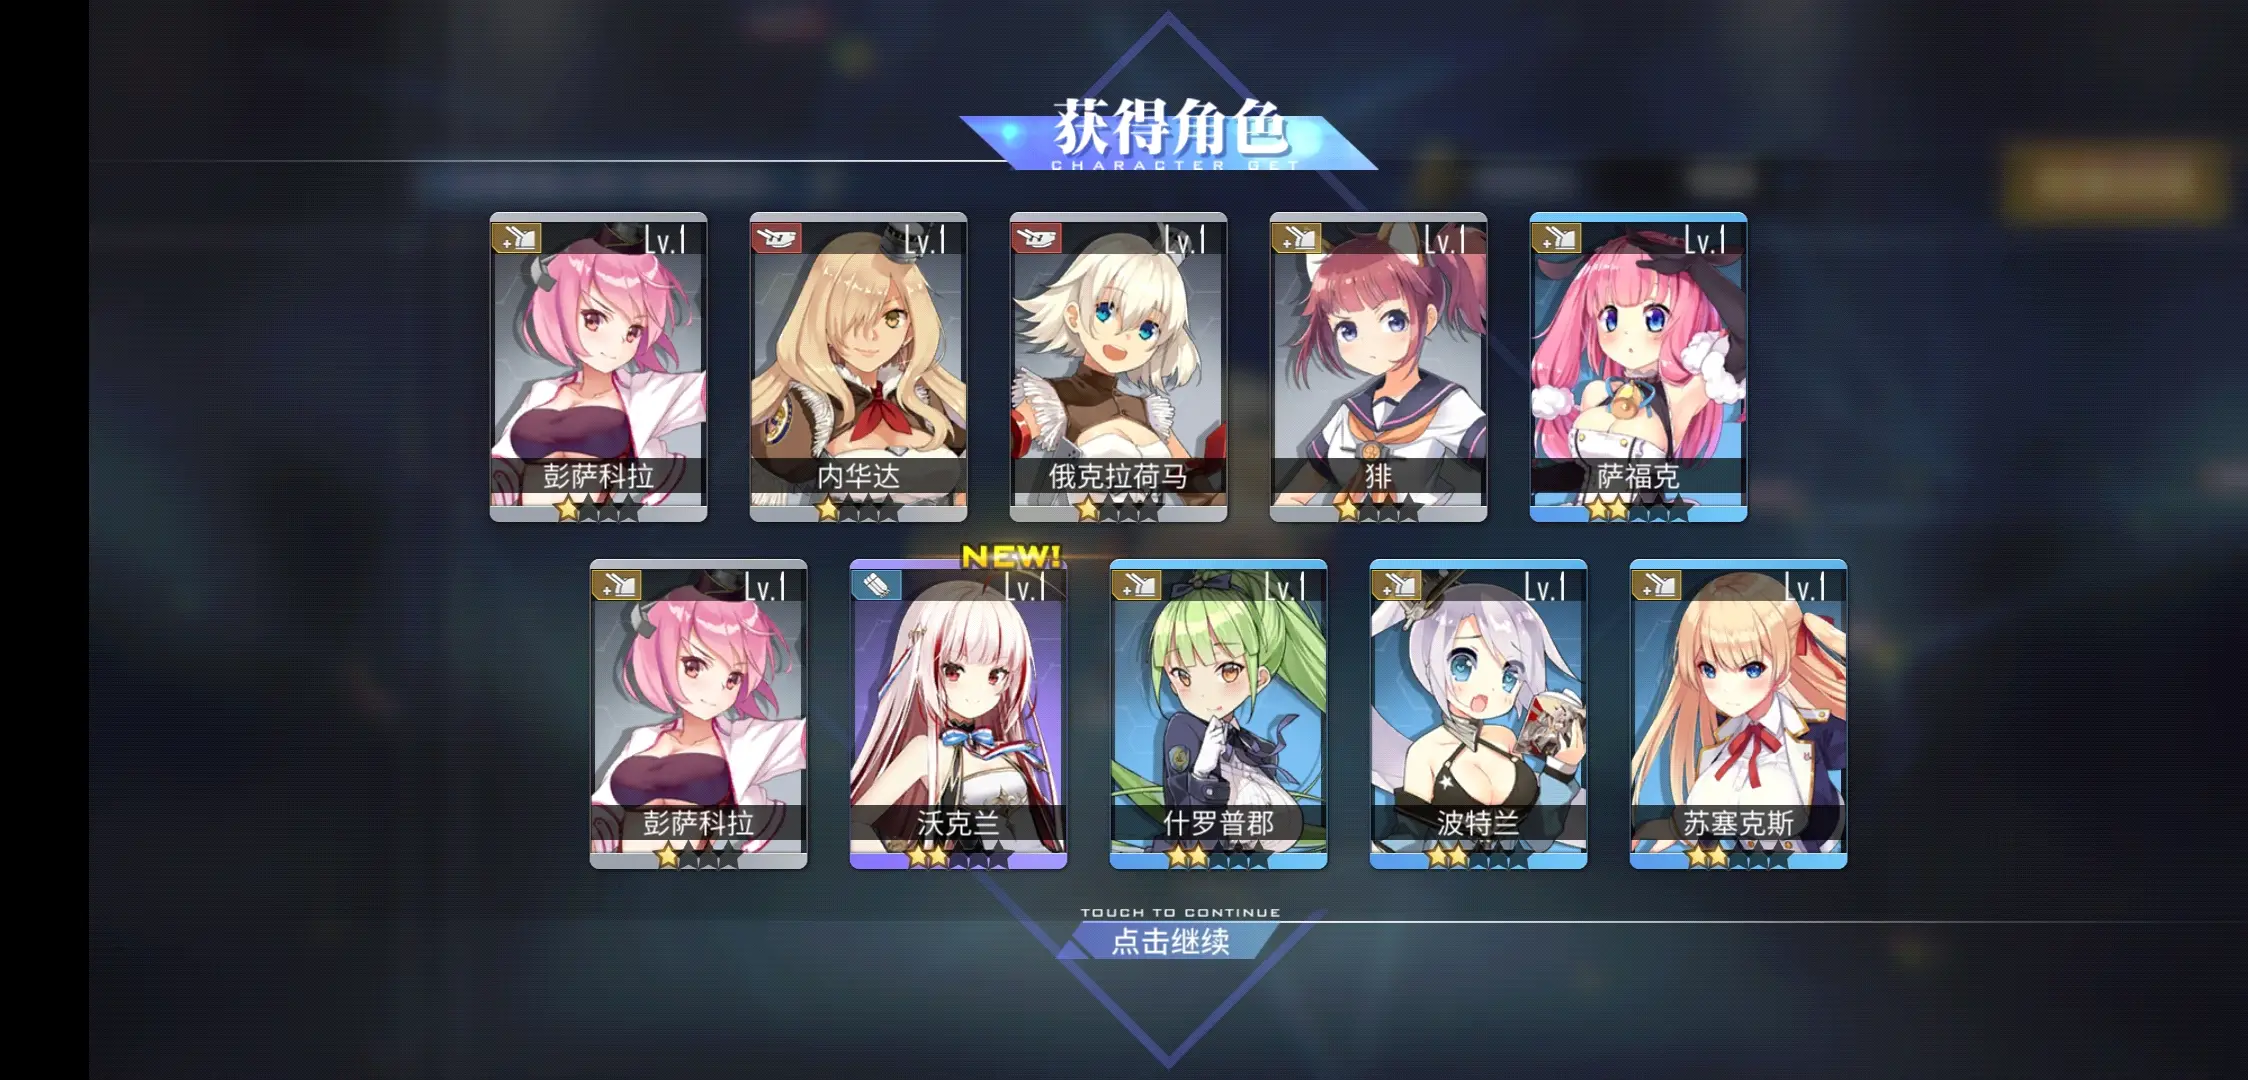 获得角色
CHARACTER GET
Lv.1
Lv.1
Lv.1
Lv.1
Lv.1
彭萨科拉
内华达
俄克拉荷马
猅
萨福克
NEW!
Lv.1
Lv.1
Lv.1
Lv.1
Lv.1
彭萨科拉
沃克兰
什罗普郡
波特兰
苏塞克斯
TOUCH TO CONTINUE
点击继续